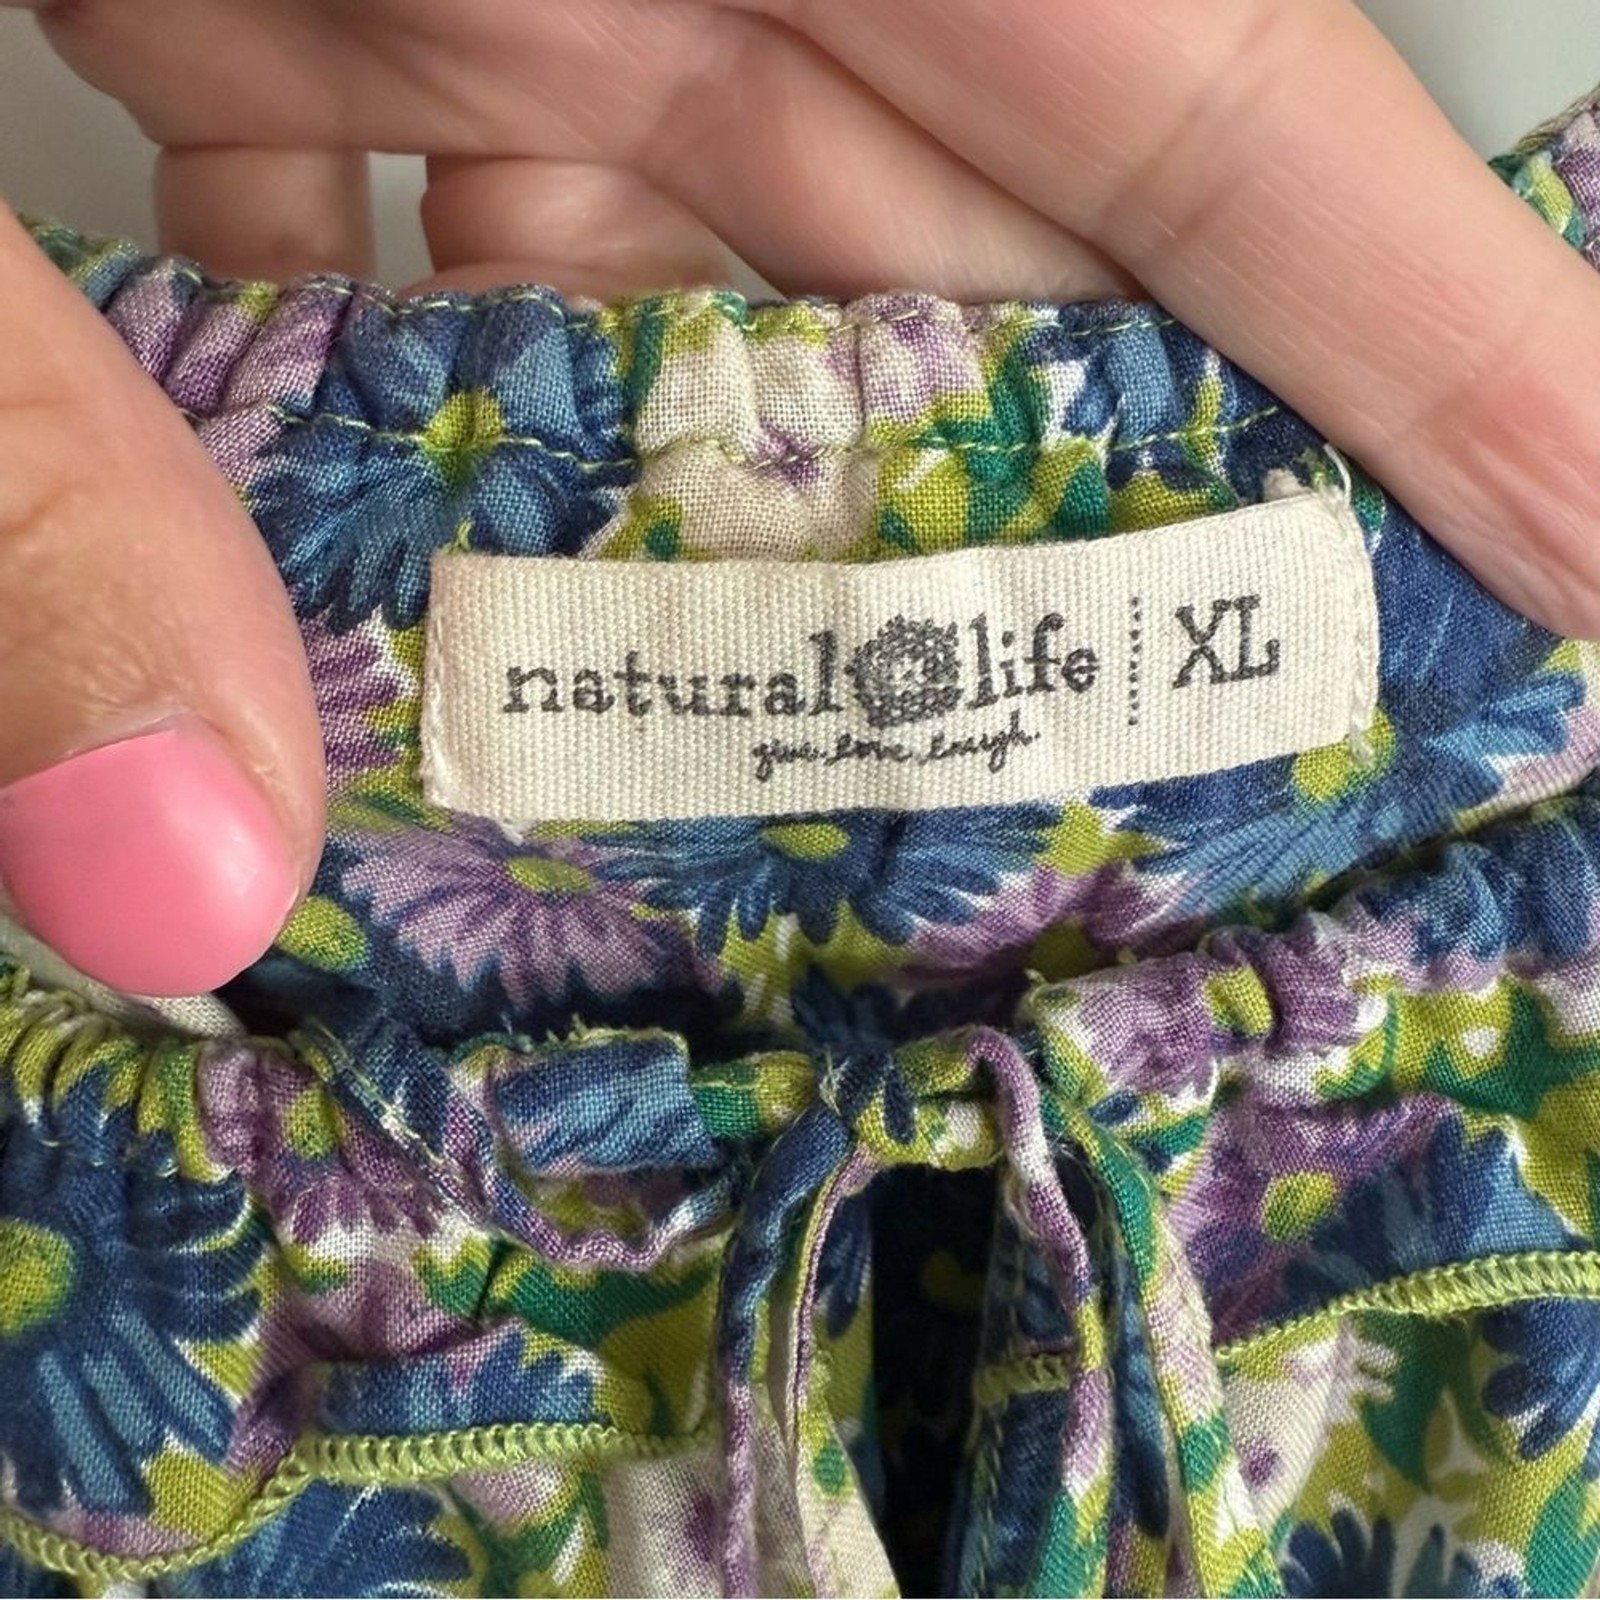 natural life XL
give. love. laugh.